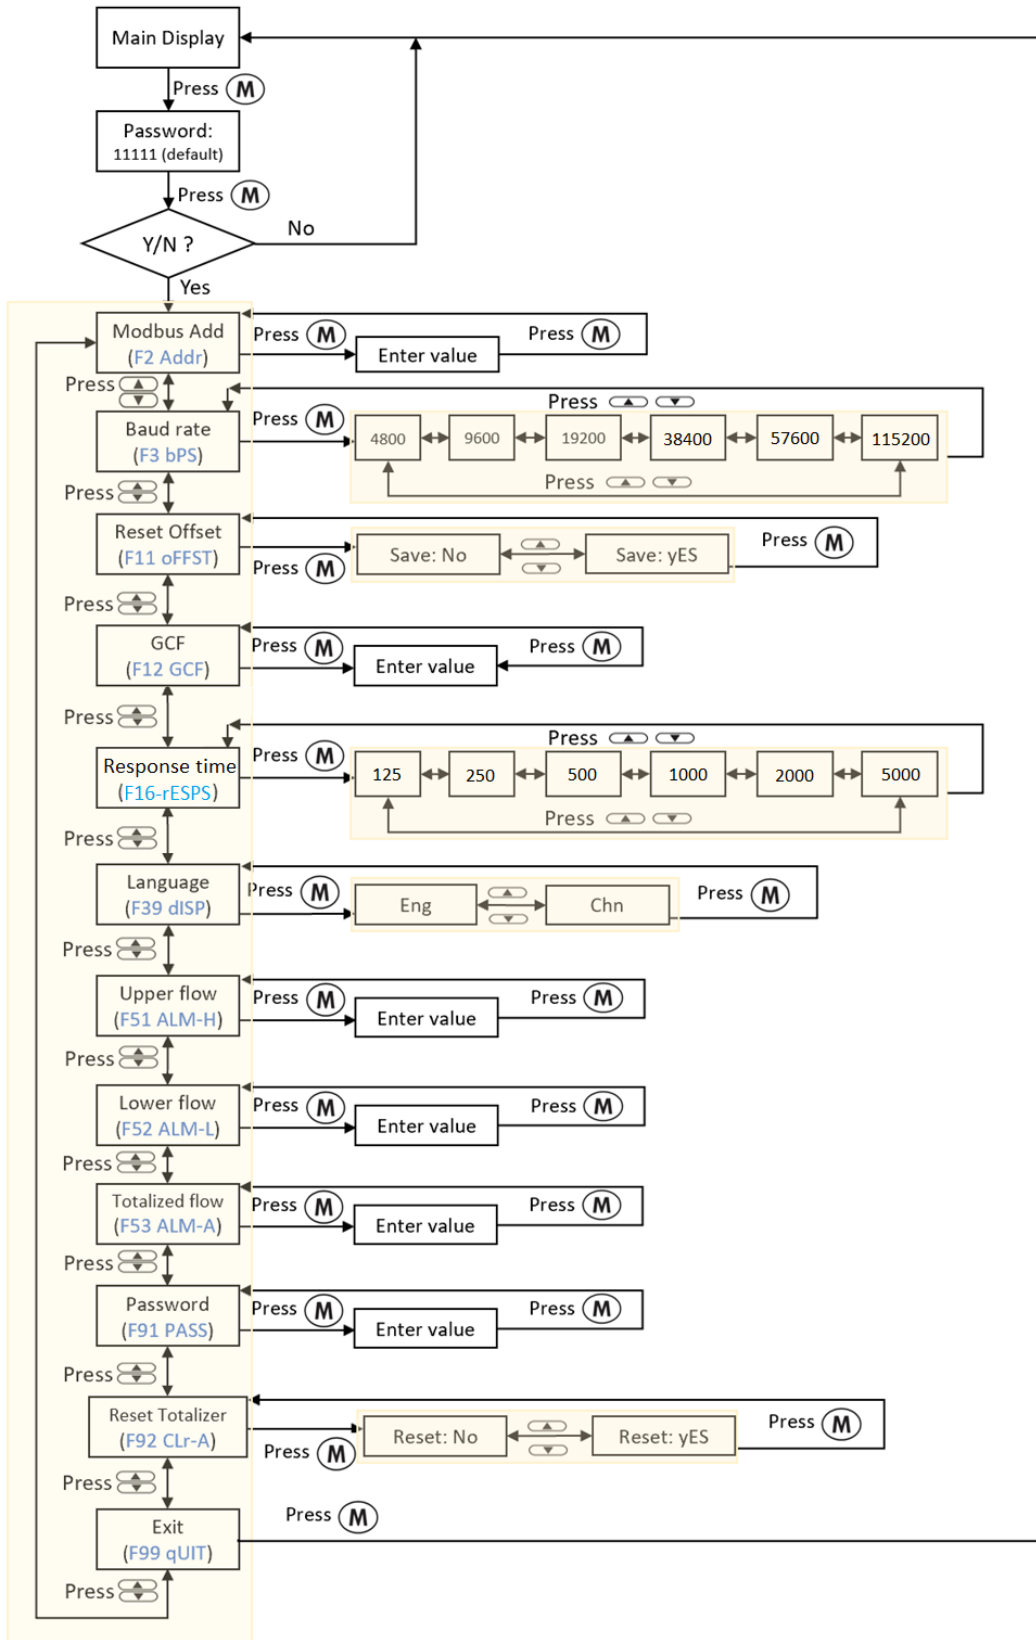 Main Display
Press M
Password:
11111 (default)
Press M
Y/N ?
No
Yes
Modbus Add
(F2 Addr)
Press M
Enter value
Press M
Press
Baud rate
(F3 bPS)
Press M
Press
4800
9600
19200
38400
57600
115200
Press
Press
Reset Offset
(F11 oFFST)
Press M
Save: No
Save: yES
Press M
Press
GCF
(F12 GCF)
Press M
Enter value
Press M
Press
Response time
(F16-rESPS)
Press M
Press
125
250
500
1000
2000
5000
Press
Press
Language
(F39 dISP)
Press M
Eng
Chn
Press M
Press
Upper flow
(F51 ALM-H)
Press M
Enter value
Press M
Press
Lower flow
(F52 ALM-L)
Press M
Enter value
Press M
Press
Totalized flow
(F53 ALM-A)
Press M
Enter value
Press M
Press
Password
(F91 PASS)
Press M
Enter value
Press M
Press
Reset Totalizer
(F92 CLr-A)
Press M
Reset: No
Reset: yES
Press M
Press
Exit
(F99 qUIT)
Press M
Press